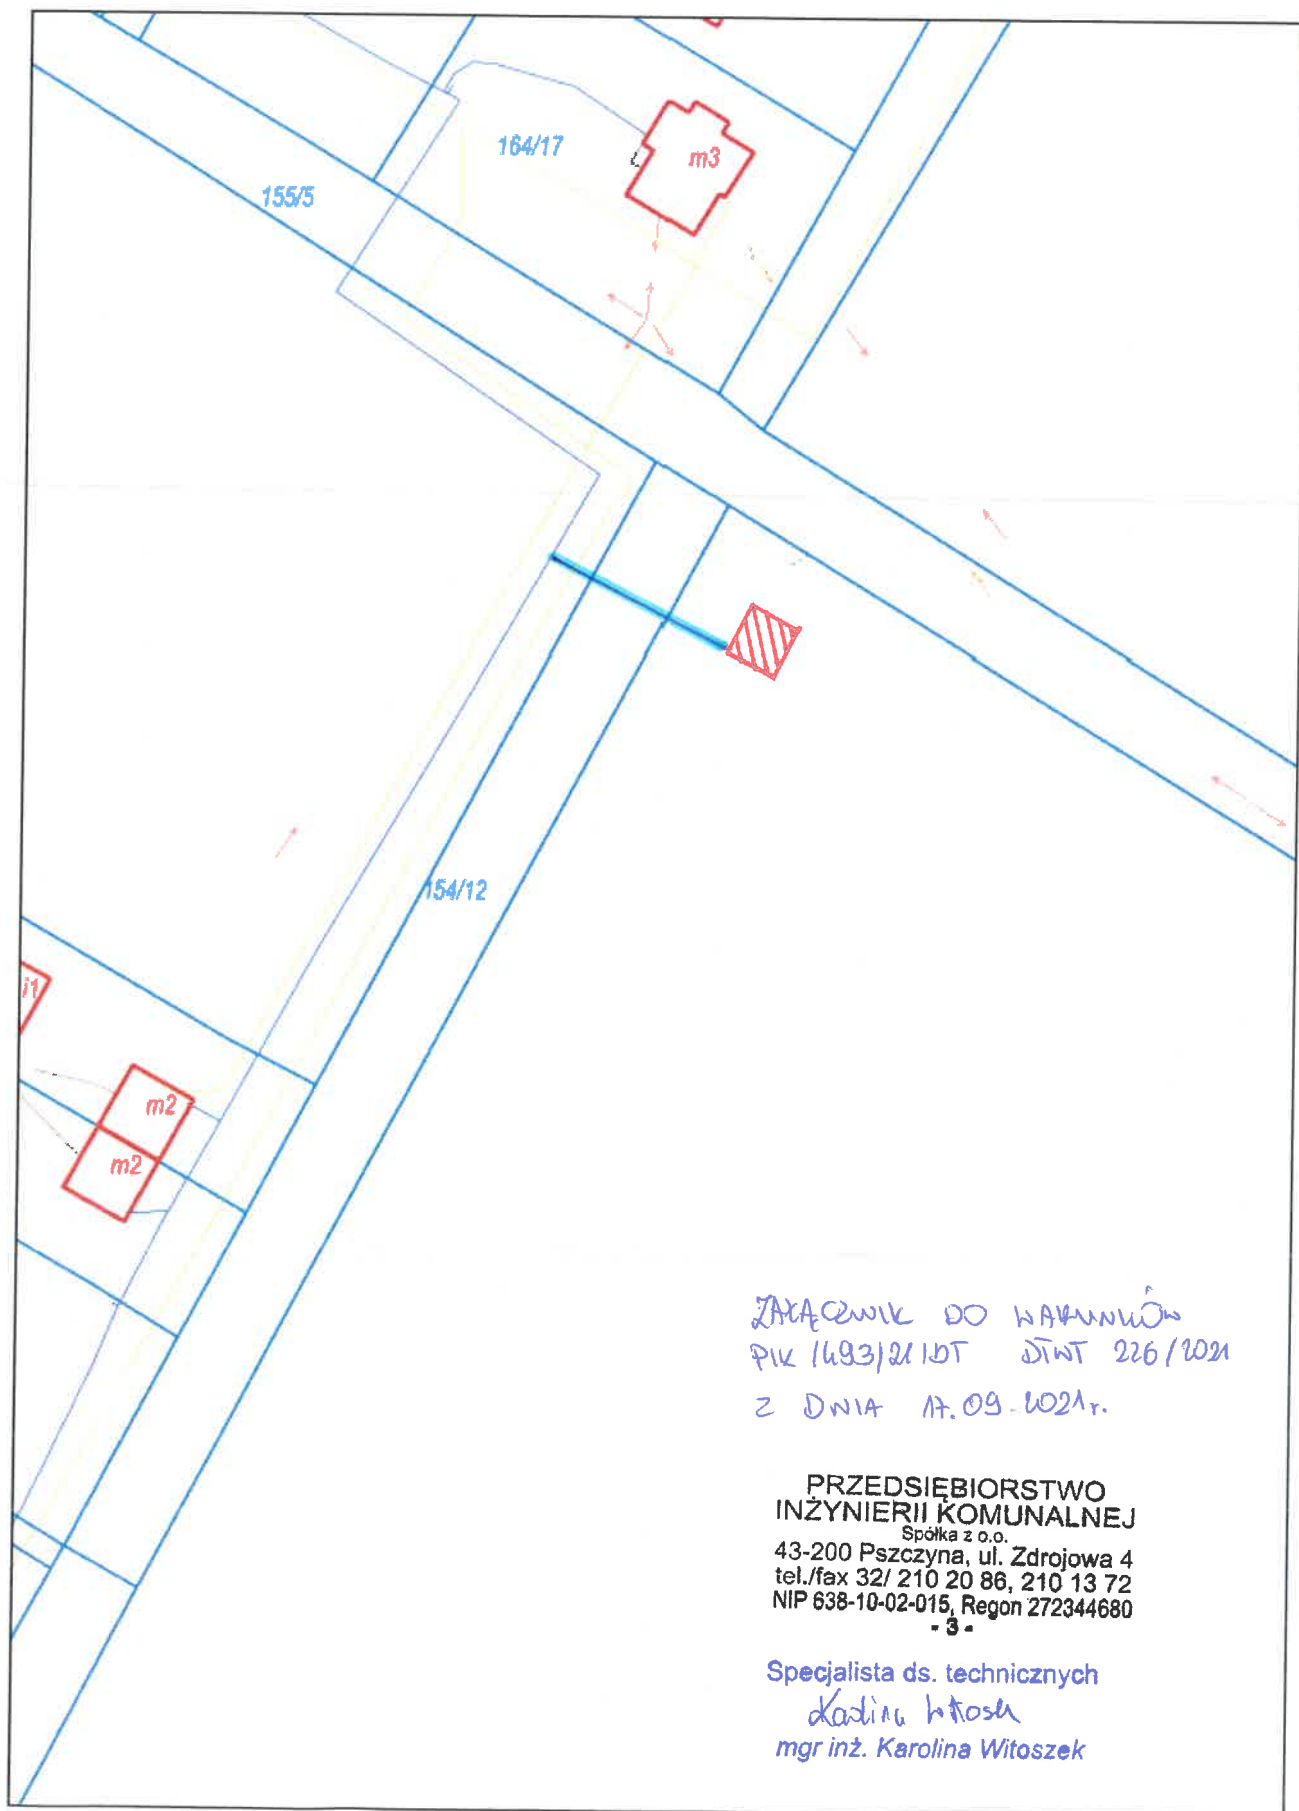 164/17
m3
155/5
154/12
i1
m2
m2
ZAŁĄCZNIK DO WARUNKÓW
PIK/1493/21/DT DTWT 226/2021
Z DNIA 17.09.2021r.
PRZEDSIĘBIORSTWO
INŻYNIERII KOMUNALNEJ
Spółka z o.o.
43-200 Pszczyna, ul. Zdrojowa 4
tel./fax 32/ 210 20 86, 210 13 72
NIP 638-10-02-015, Regon 272344680
- 3 -
Specjalista ds. technicznych
mgr inż. Karolina Witoszek